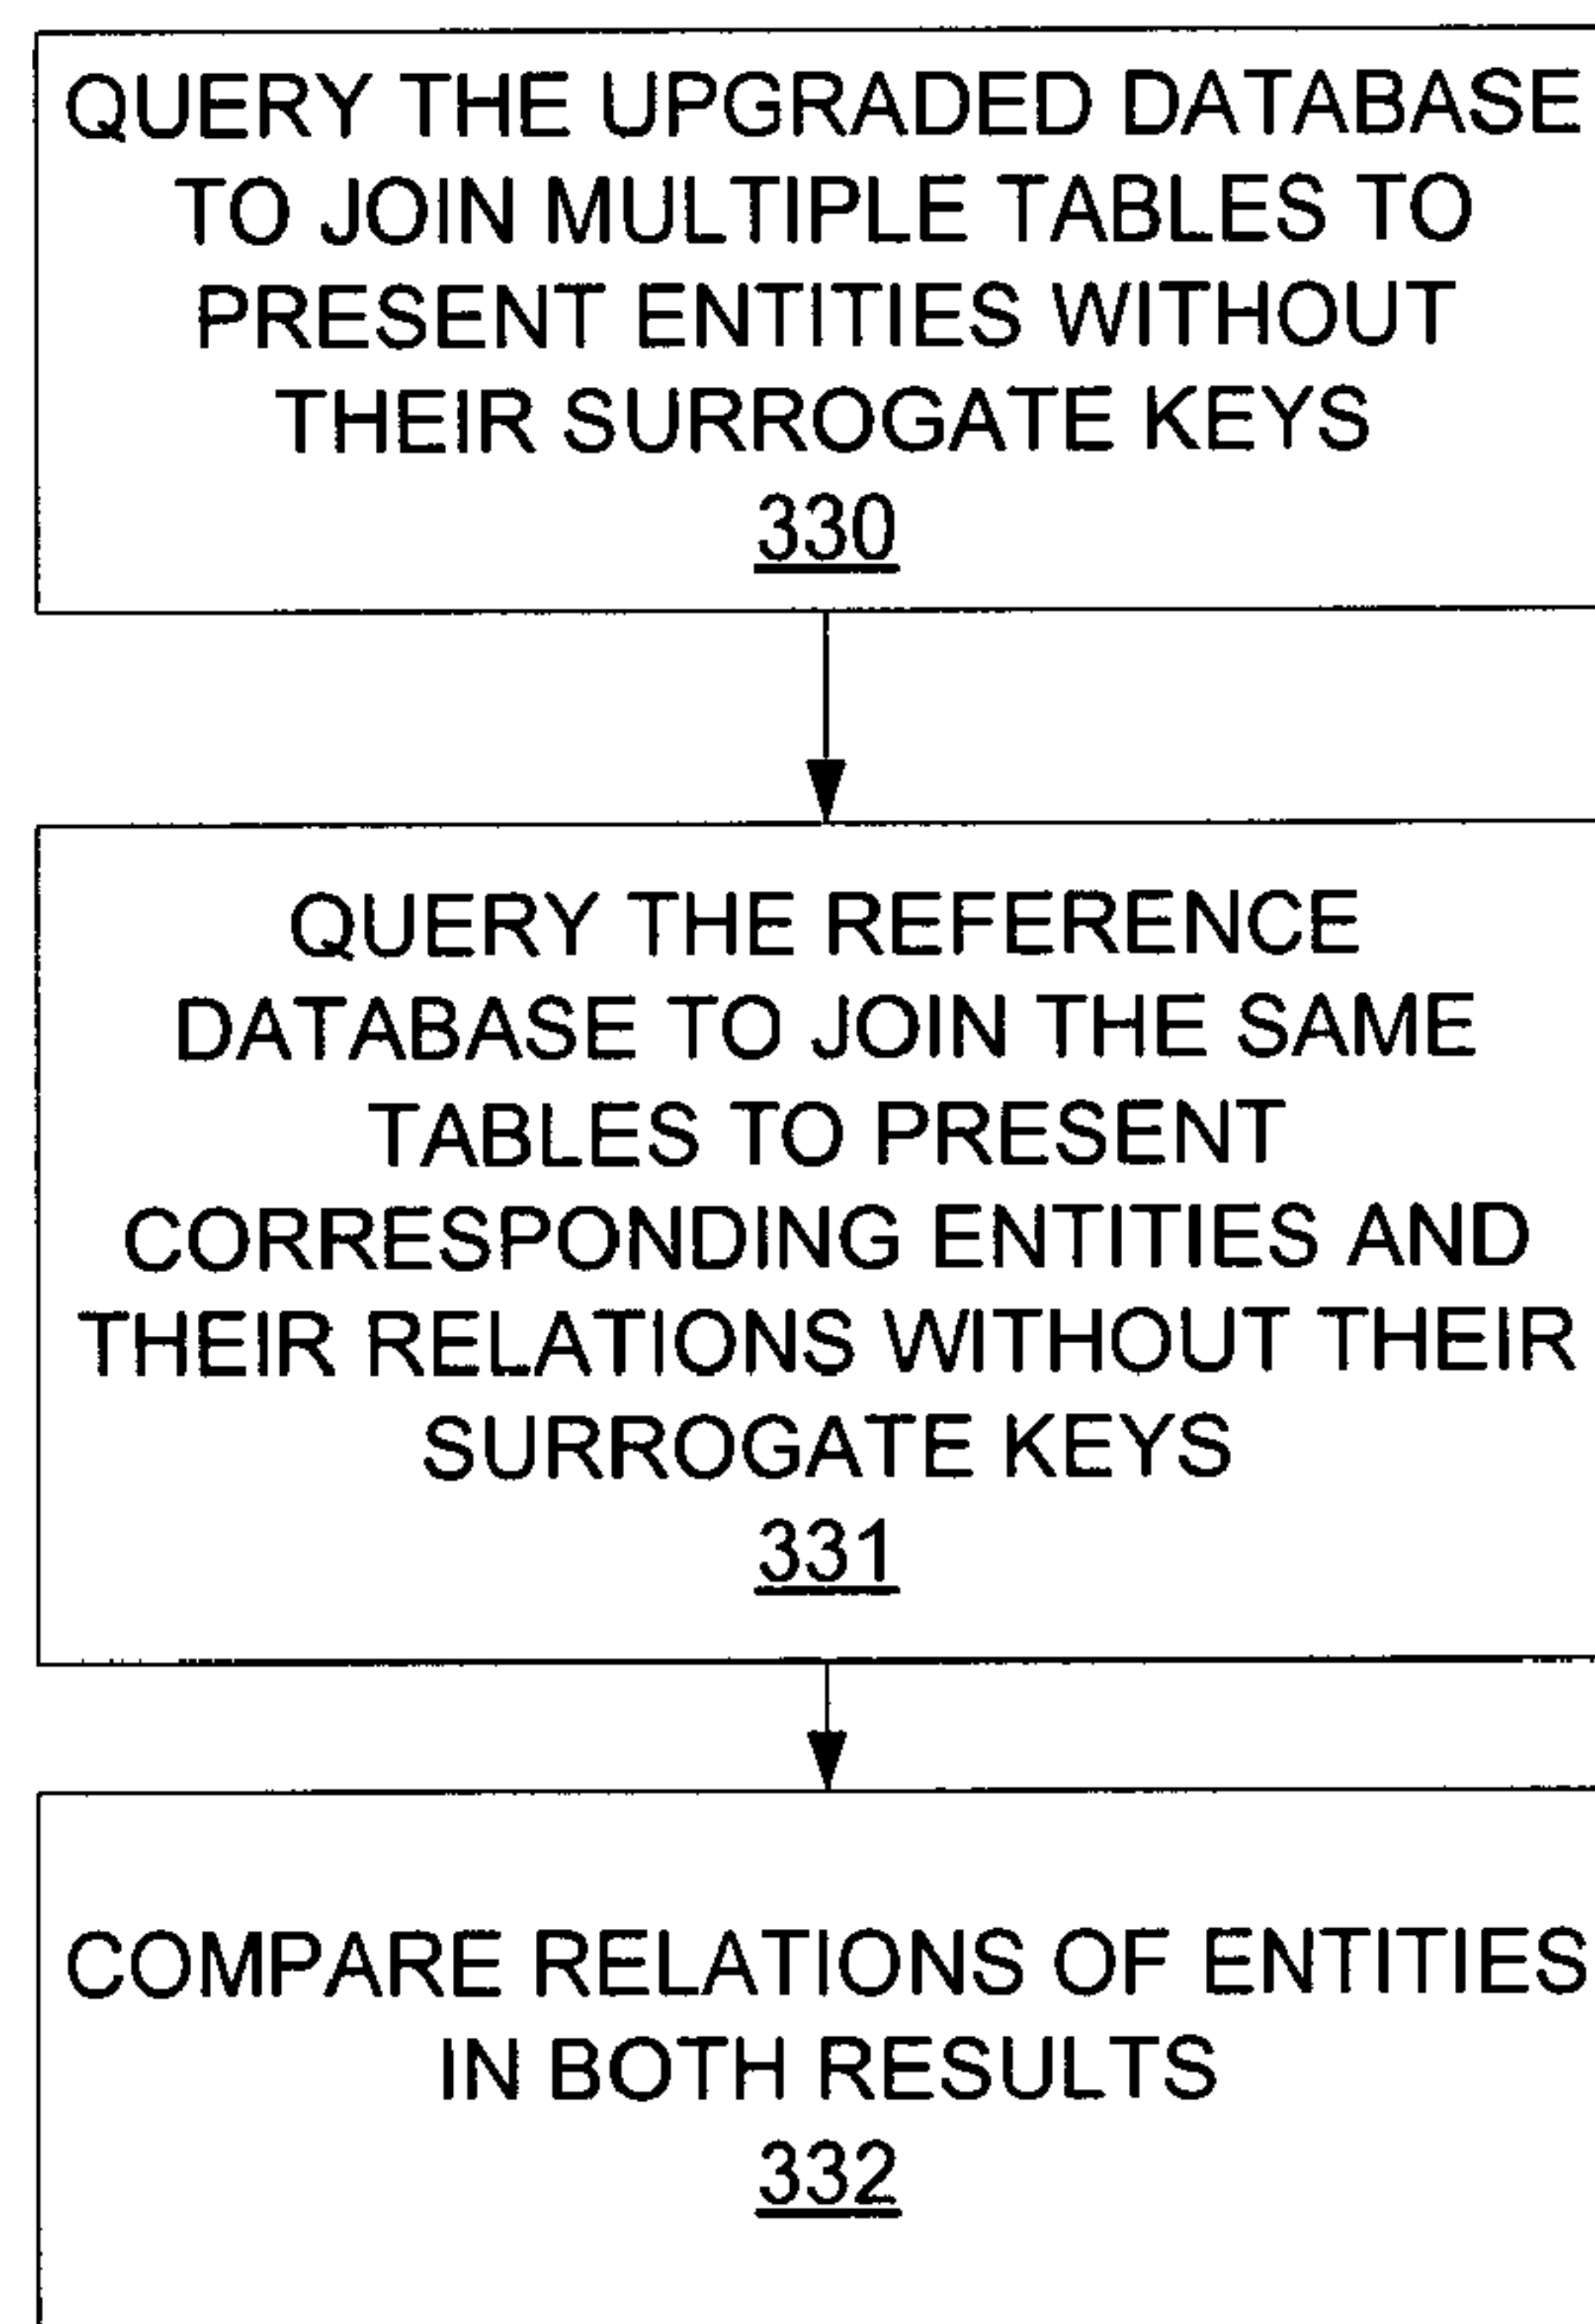 QUERY THE UPGRADED DATABASE
TO JOIN MULTIPLE TABLES TO
PRESENT ENTITIES WITHOUT
THEIR SURROGATE KEYS
330
QUERY THE REFERENCE
DATABASE TO JOIN THE SAME
TABLES TO PRESENT
CORRESPONDING ENTITIES AND
THEIR RELATIONS WITHOUT THEIR
SURROGATE KEYS
331
COMPARE RELATIONS OF ENTITIES
IN BOTH RESULTS
332